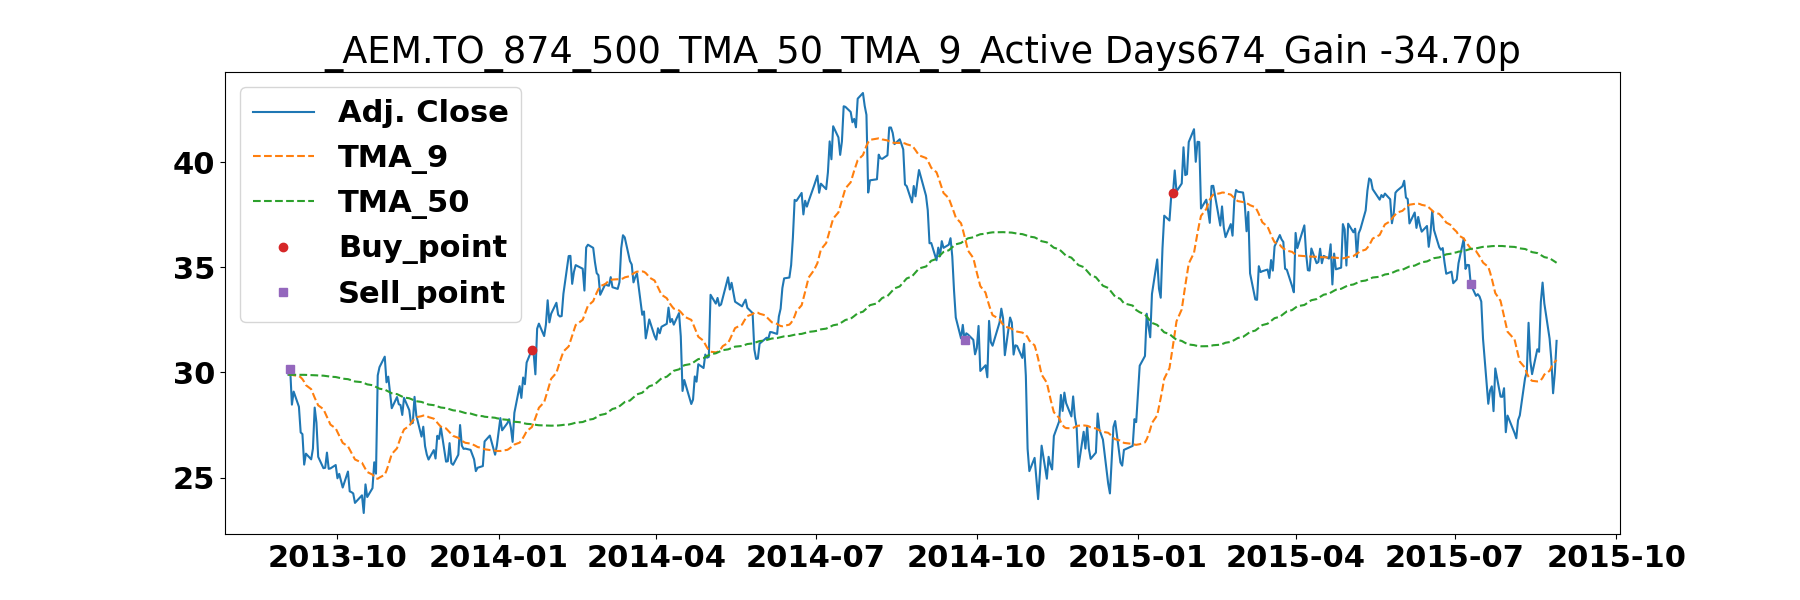 _AEM.TO_874_500_TMA_50_TMA_9_Active Days674_Gain -34.70p
Adj. Close
TMA_9
TMA_50
Buy_point
Sell_point
40
35
30
25
2013-10 2014-01 2014-04 2014-07 2014-10 2015-01 2015-04 2015-07 2015-10